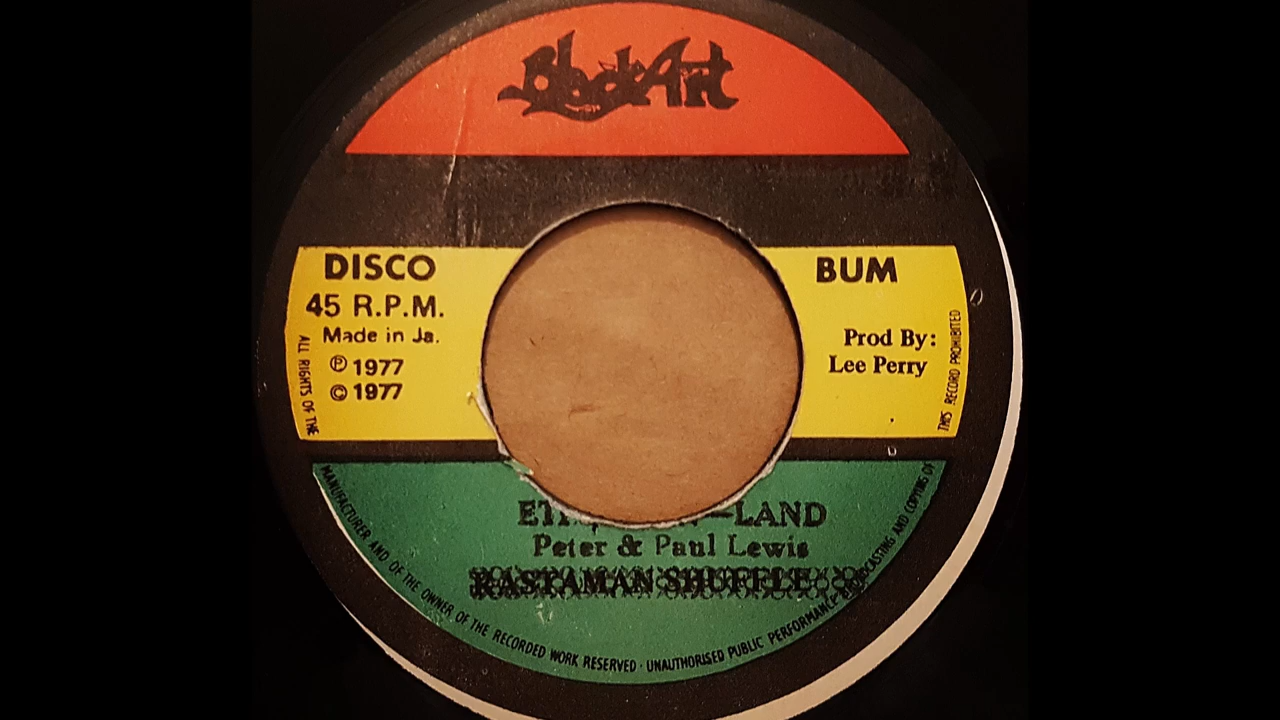 Black Art
DISCO
45 R.P.M.
Made in Ja.
℗ 1977
© 1977
BUM
Prod By:
Lee Perry
LAND
Peter & Paul Lewis
RASTAMAN SHUFFLE
ALL RIGHTS OF THE MANUFACTURER AND OF THE OWNER OF THE RECORDED WORK RESERVED · UNAUTHORISED PUBLIC PERFORMANCE BROADCASTING AND COPYING OF THIS RECORD PROHIBITED